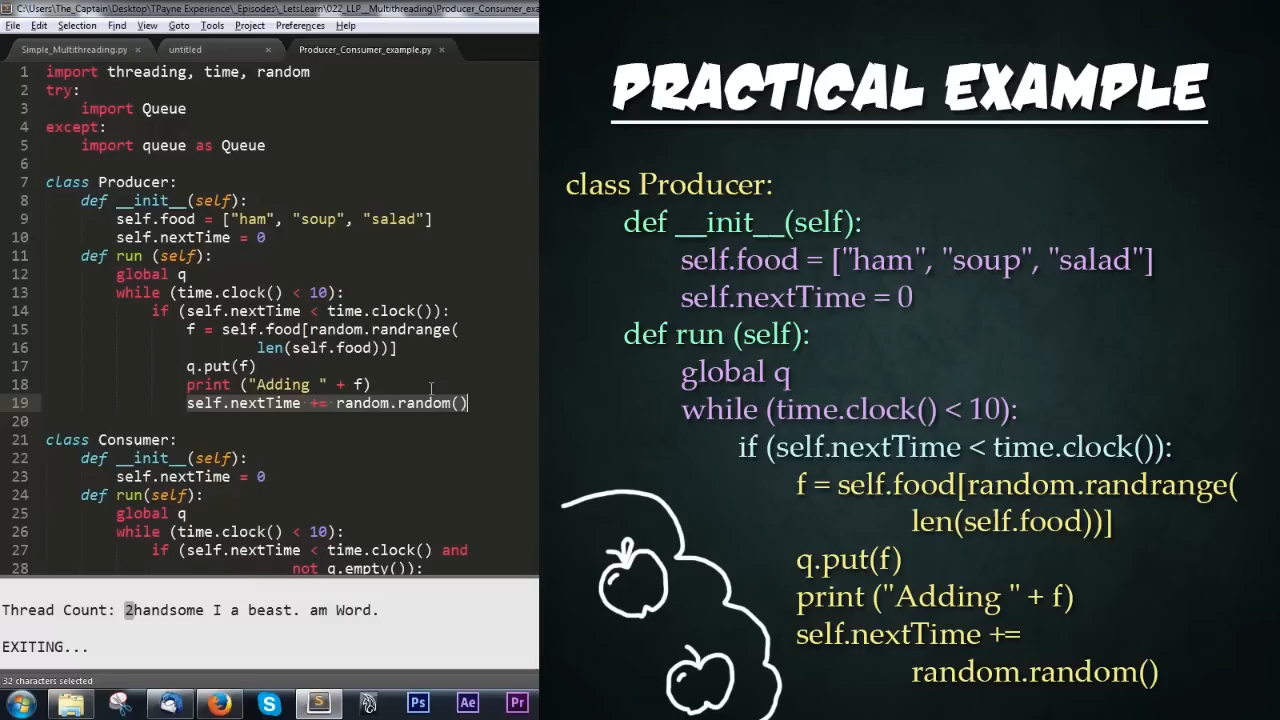 C:\Users\The_Captain\Desktop\TPayne Experience\_Episodes\_LetsLearn\022_LLP__Multithreading\Producer_Consumer_exa
File Edit Selection Find View Goto Tools Project Preferences Help
Simple_Multithreading.py × untitled × Producer_Consumer_example.py ×
1 import threading, time, random
2 try:
3 import Queue
4 except:
5 import queue as Queue
6
7 class Producer:
8 def __init__(self):
9 self.food = ["ham", "soup", "salad"]
10 self.nextTime = 0
11 def run (self):
12 global q
13 while (time.clock() < 10):
14 if (self.nextTime < time.clock()):
15 f = self.food[random.randrange(
16 len(self.food))]
17 q.put(f)
18 print ("Adding " + f)
19 self.nextTime += random.random()
20
21 class Consumer:
22 def __init__(self):
23 self.nextTime = 0
24 def run(self):
25 global q
26 while (time.clock() < 10):
27 if (self.nextTime < time.clock() and
28 not q.empty()):
Thread Count: 2handsome I a beast. am Word.
EXITING...
32 characters selected
Ps Ae Pr
PRACTICAL EXAMPLE
class Producer:
def __init__(self):
self.food = ["ham", "soup", "salad"]
self.nextTime = 0
def run (self):
global q
while (time.clock() < 10):
if (self.nextTime < time.clock()):
f = self.food[random.randrange(
len(self.food))]
q.put(f)
print ("Adding " + f)
self.nextTime +=
random.random()